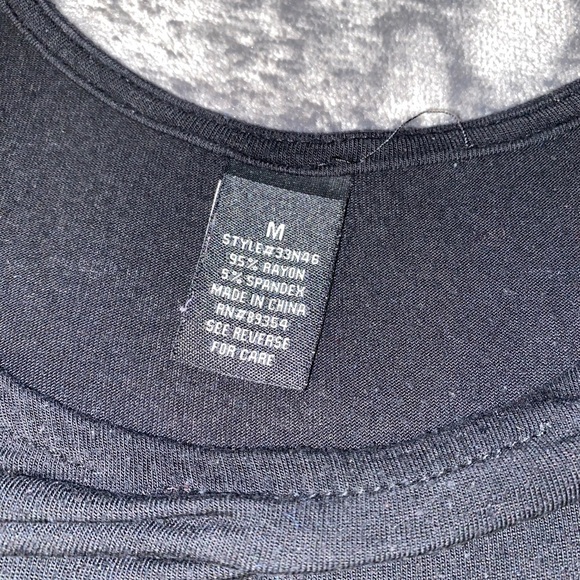 M
STYLE#33N46
95% RAYON
5% SPANDEX
MADE IN CHINA
RN#89354
SEE REVERSE
FOR CARE